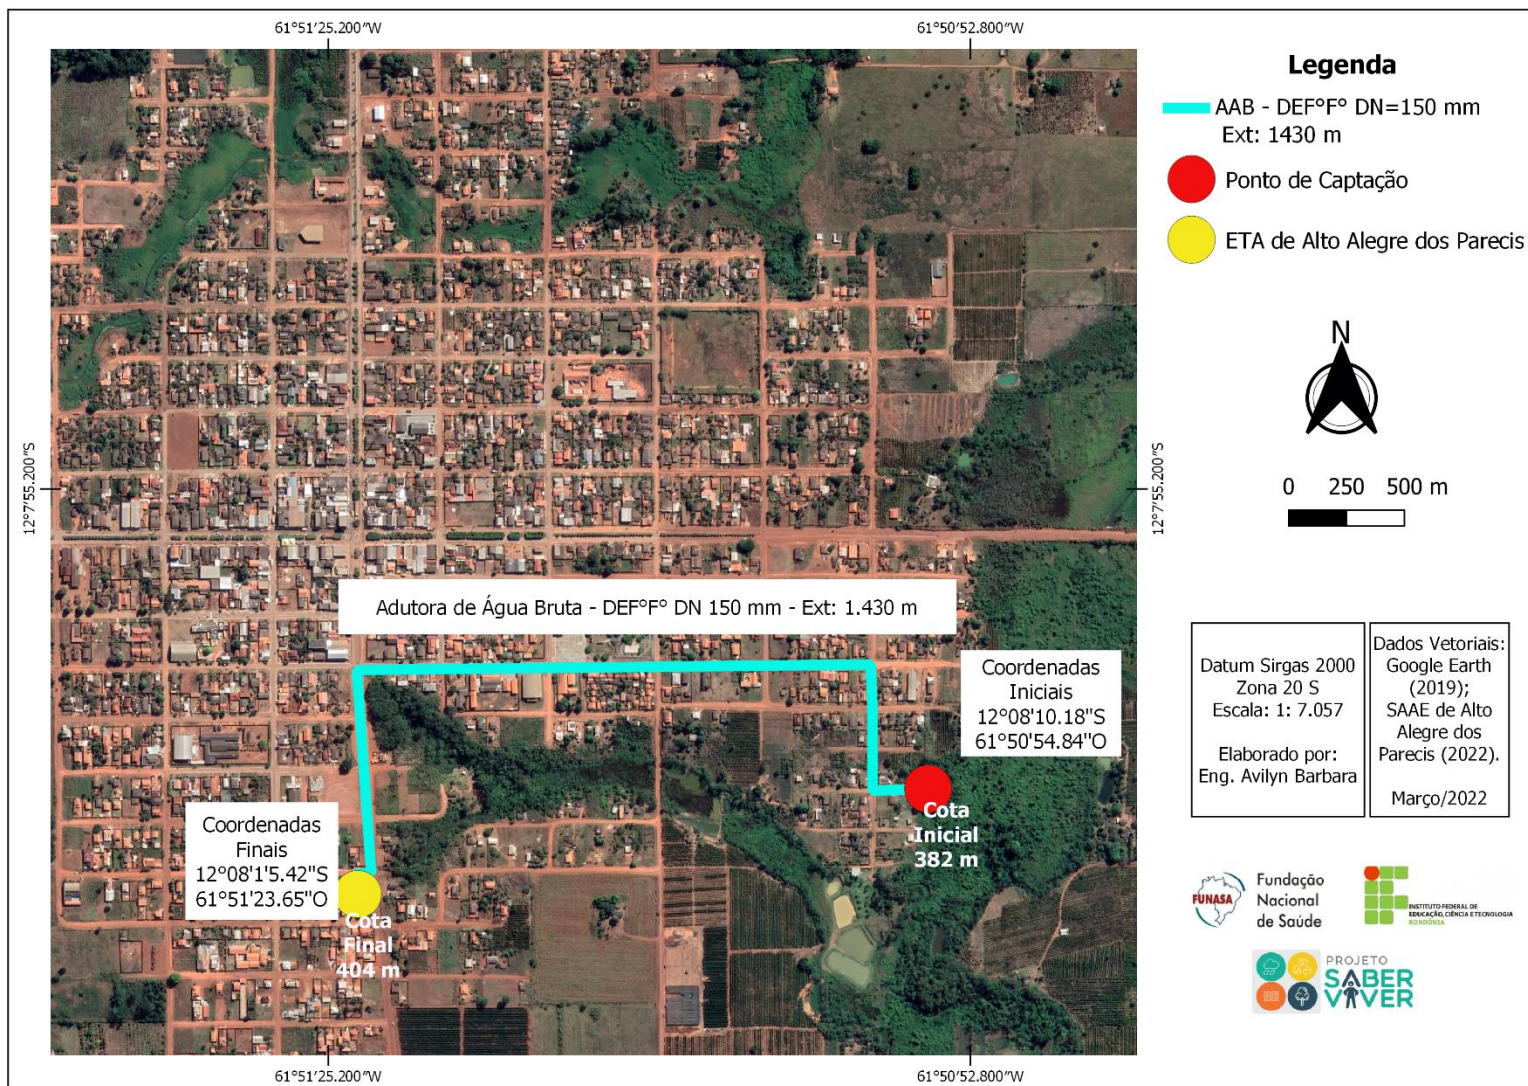 61°51'25.200"W
61°50'52.800"W
12°7'55.200"S
12°7'55.200"S
Legenda
AAB - DEFºFº DN=150 mm
Ext: 1430 m
Ponto de Captação
ETA de Alto Alegre dos Parecis
N
0 250 500 m
Adutora de Água Bruta - DEFºFº DN 150 mm - Ext: 1.430 m
Coordenadas
Iniciais
12°08'10.18"S
61°50'54.84"O
Cota
Inicial
382 m
Coordenadas
Finais
12°08'1'5.42"S
61°51'23.65"O
Cota
Final
404 m
Datum Sirgas 2000
Zona 20 S
Escala: 1: 7.057
Elaborado por:
Eng. Avilyn Barbara
Dados Vetoriais:
Google Earth
(2019);
SAAE de Alto
Alegre dos
Parecis (2022).
Março/2022
FUNASA
Fundação
Nacional
de Saúde
INSTITUTO FEDERAL DE
EDUCAÇÃO, CIÊNCIA E TECNOLOGIA
RONDÔNIA
PROJETO
SABER
VIVER
61°51'25.200"W
61°50'52.800"W